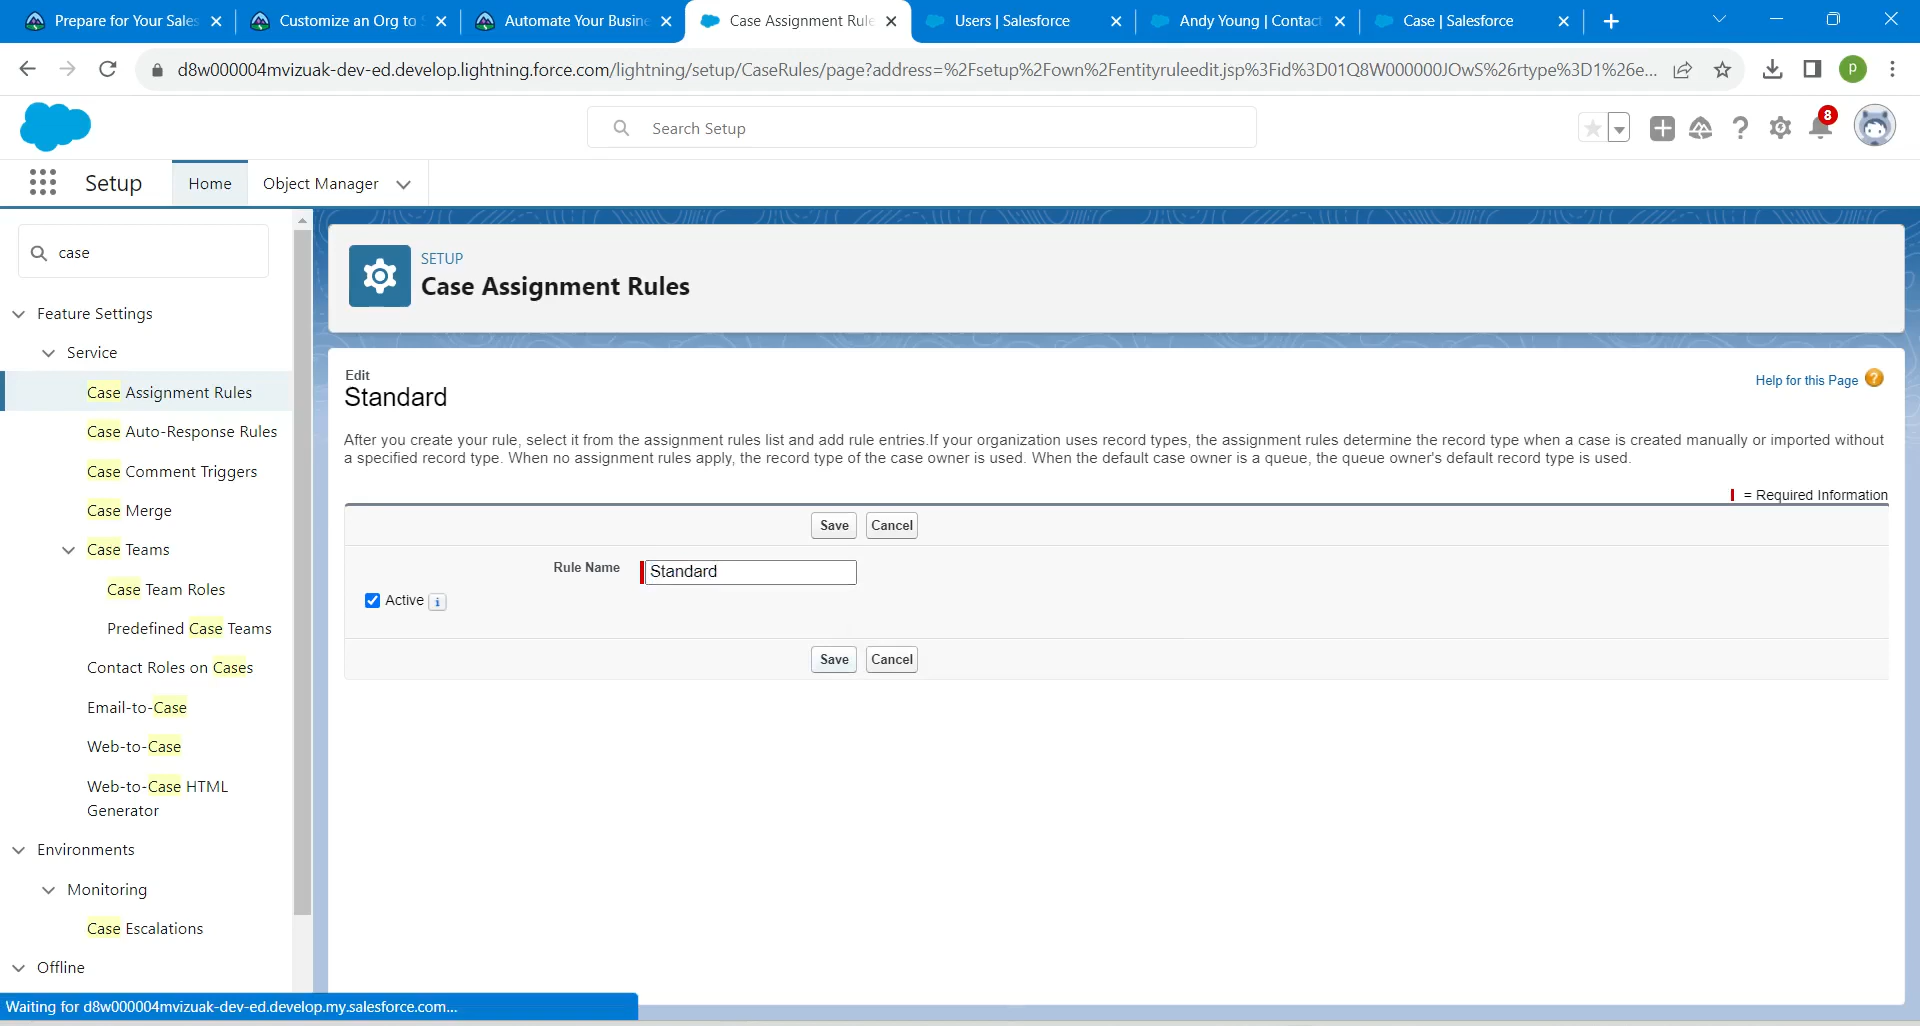 Prepare for Your Sales
Customize an Org to S
Automate Your Busine
Case Assignment Rule
Users | Salesforce
Andy Young | Contact
Case | Salesforce
d8w000004mvizuak-dev-ed.develop.lightning.force.com/lightning/setup/CaseRules/page?address=%2Fsetup%2Fown%2Fentityruleedit.jsp%3Fid%3D01Q8W000000JOwS%26rtype%3D1%26e...
p
Search Setup
8
Setup
Home
Object Manager
case
Feature Settings
Service
Case Assignment Rules
Case Auto-Response Rules
Case Comment Triggers
Case Merge
Case Teams
Case Team Roles
Predefined Case Teams
Contact Roles on Cases
Email-to-Case
Web-to-Case
Web-to-Case HTML
Generator
Environments
Monitoring
Case Escalations
Offline
SETUP
Case Assignment Rules
Edit
Standard
Help for this Page ?
After you create your rule, select it from the assignment rules list and add rule entries.If your organization uses record types, the assignment rules determine the record type when a case is created manually or imported without
a specified record type. When no assignment rules apply, the record type of the case owner is used. When the default case owner is a queue, the queue owner's default record type is used.
= Required Information
Save Cancel
Rule Name Standard
Active i
Save Cancel
Waiting for d8w000004mvizuak-dev-ed.develop.my.salesforce.com...